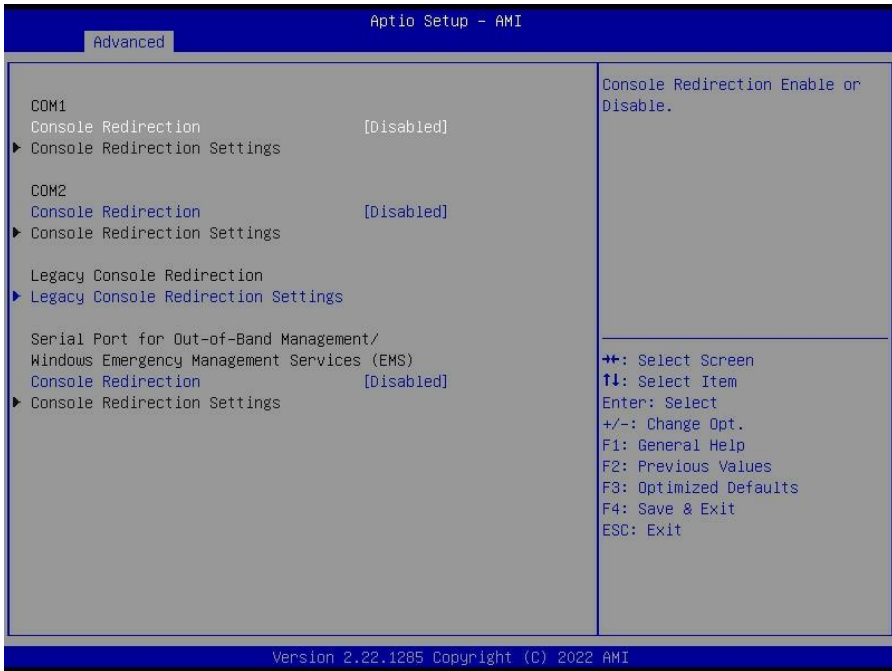 Aptio Setup – AMI
Advanced
COM1
Console Redirection [Disabled]
Console Redirection Settings
COM2
Console Redirection [Disabled]
Console Redirection Settings
Legacy Console Redirection
Legacy Console Redirection Settings
Serial Port for Out-of-Band Management/
Windows Emergency Management Services (EMS)
Console Redirection [Disabled]
Console Redirection Settings
Console Redirection Enable or
Disable.
→←: Select Screen
↑↓: Select Item
Enter: Select
+/-: Change Opt.
F1: General Help
F2: Previous Values
F3: Optimized Defaults
F4: Save & Exit
ESC: Exit
Version 2.22.1285 Copyright (C) 2022 AMI